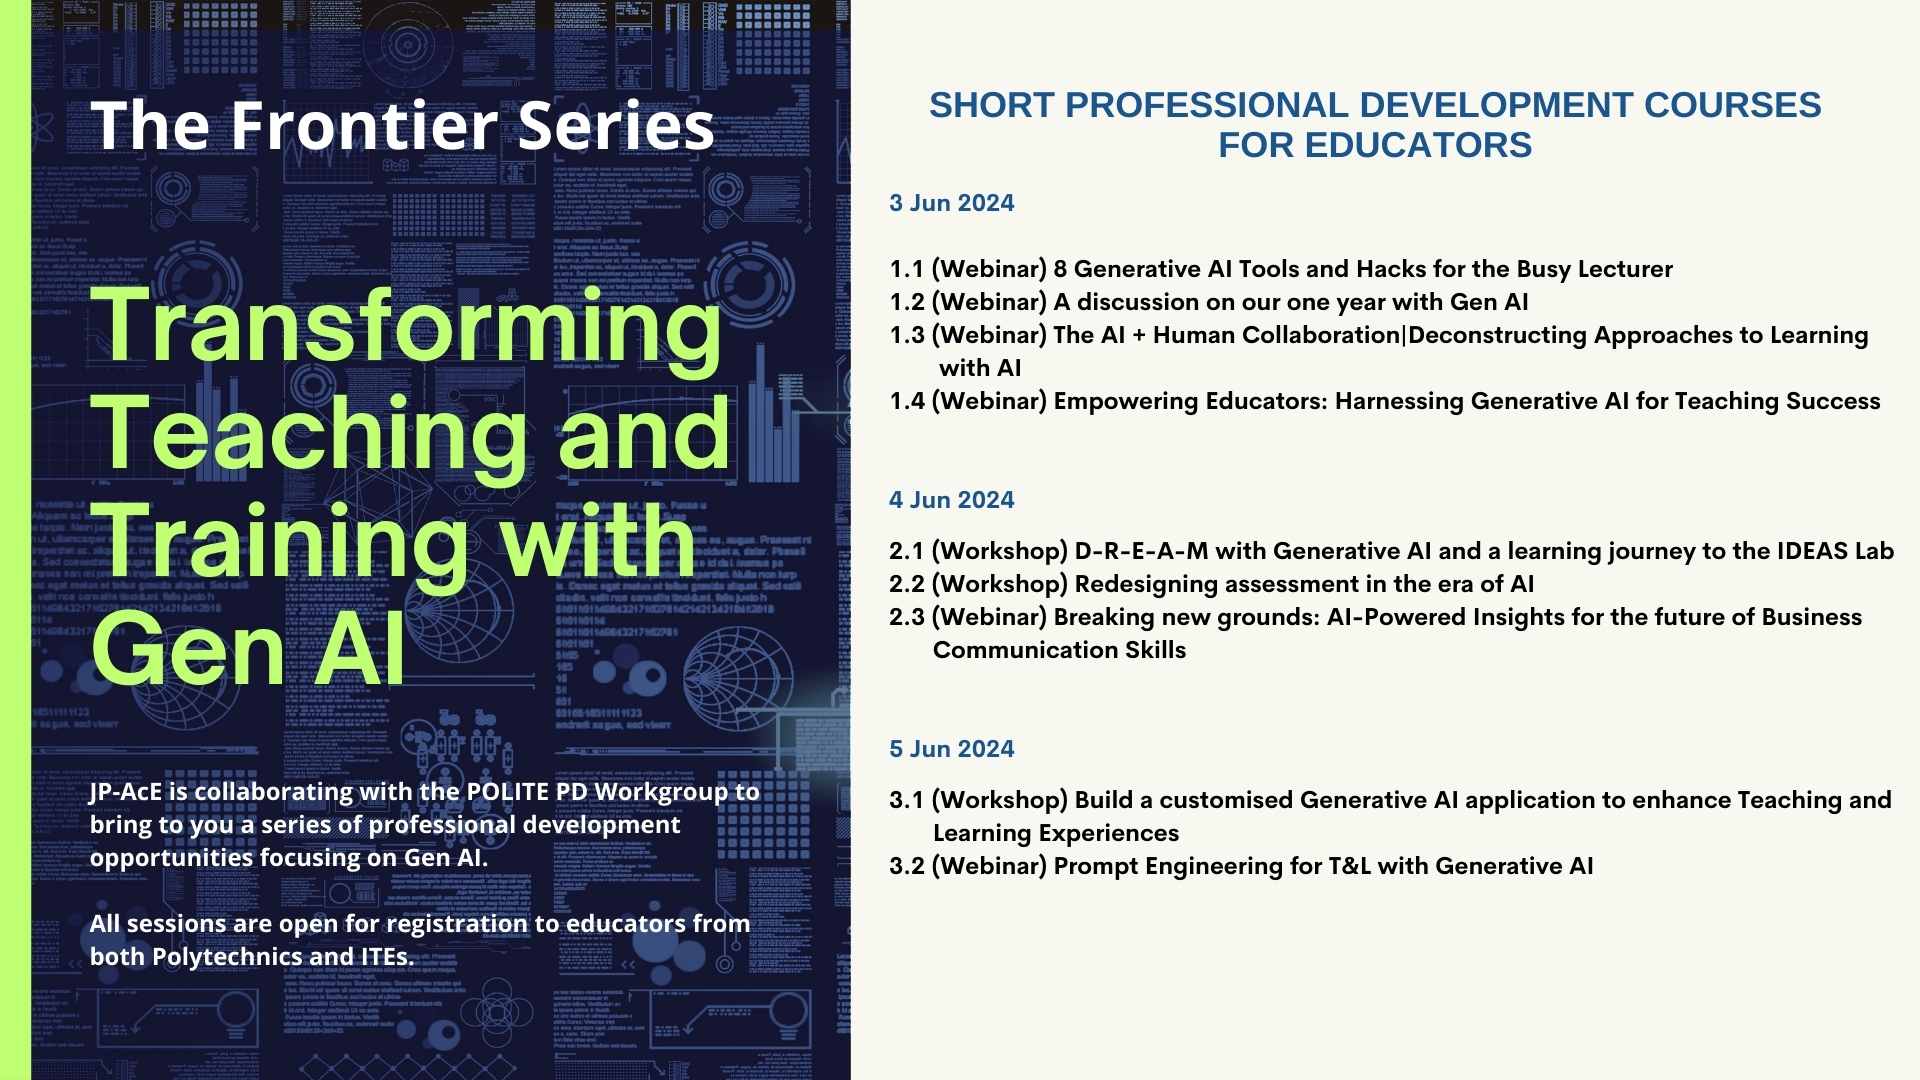 The Frontier Series
Transforming
Teaching and
Training with
Gen AI
JP-AcE is collaborating with the POLITE PD Workgroup to
bring to you a series of professional development
opportunities focusing on Gen AI.
All sessions are open for registration to educators from
both Polytechnics and ITEs.
SHORT PROFESSIONAL DEVELOPMENT COURSES
FOR EDUCATORS
3 Jun 2024
1.1 (Webinar) 8 Generative AI Tools and Hacks for the Busy Lecturer
1.2 (Webinar) A discussion on our one year with Gen AI
1.3 (Webinar) The AI + Human Collaboration|Deconstructing Approaches to Learning
with AI
1.4 (Webinar) Empowering Educators: Harnessing Generative AI for Teaching Success
4 Jun 2024
2.1 (Workshop) D-R-E-A-M with Generative AI and a learning journey to the IDEAS Lab
2.2 (Workshop) Redesigning assessment in the era of AI
2.3 (Webinar) Breaking new grounds: AI-Powered Insights for the future of Business
Communication Skills
5 Jun 2024
3.1 (Workshop) Build a customised Generative AI application to enhance Teaching and
Learning Experiences
3.2 (Webinar) Prompt Engineering for T&L with Generative AI